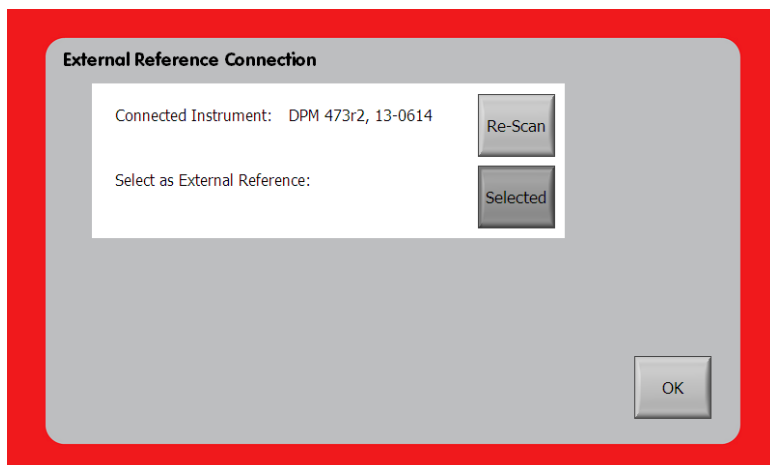 External Reference Connection
Connected Instrument: DPM 473r2, 13-0614
Re-Scan
Select as External Reference:
Selected
OK